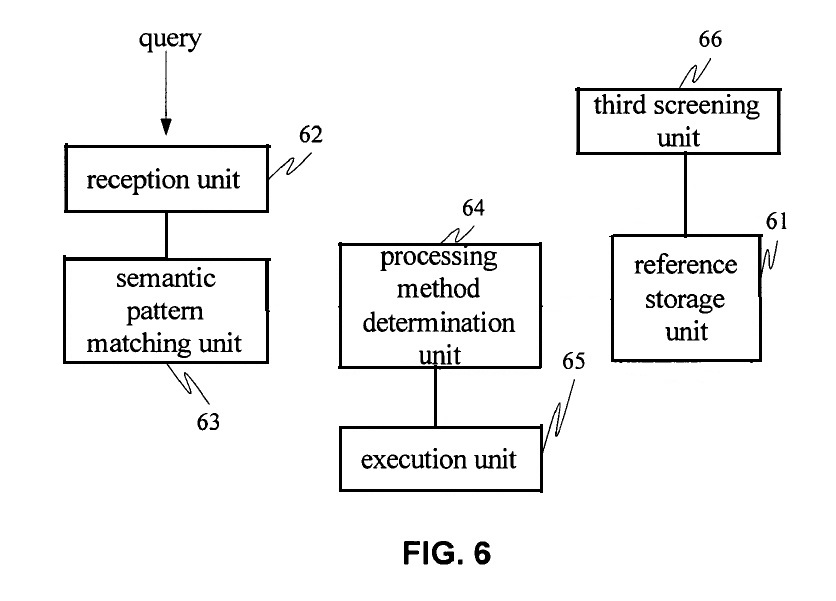 query
62
reception unit
semantic
pattern
matching unit
63
64
processing
method
determination
unit
65
execution unit
66
third screening
unit
61
reference
storage
unit
FIG. 6